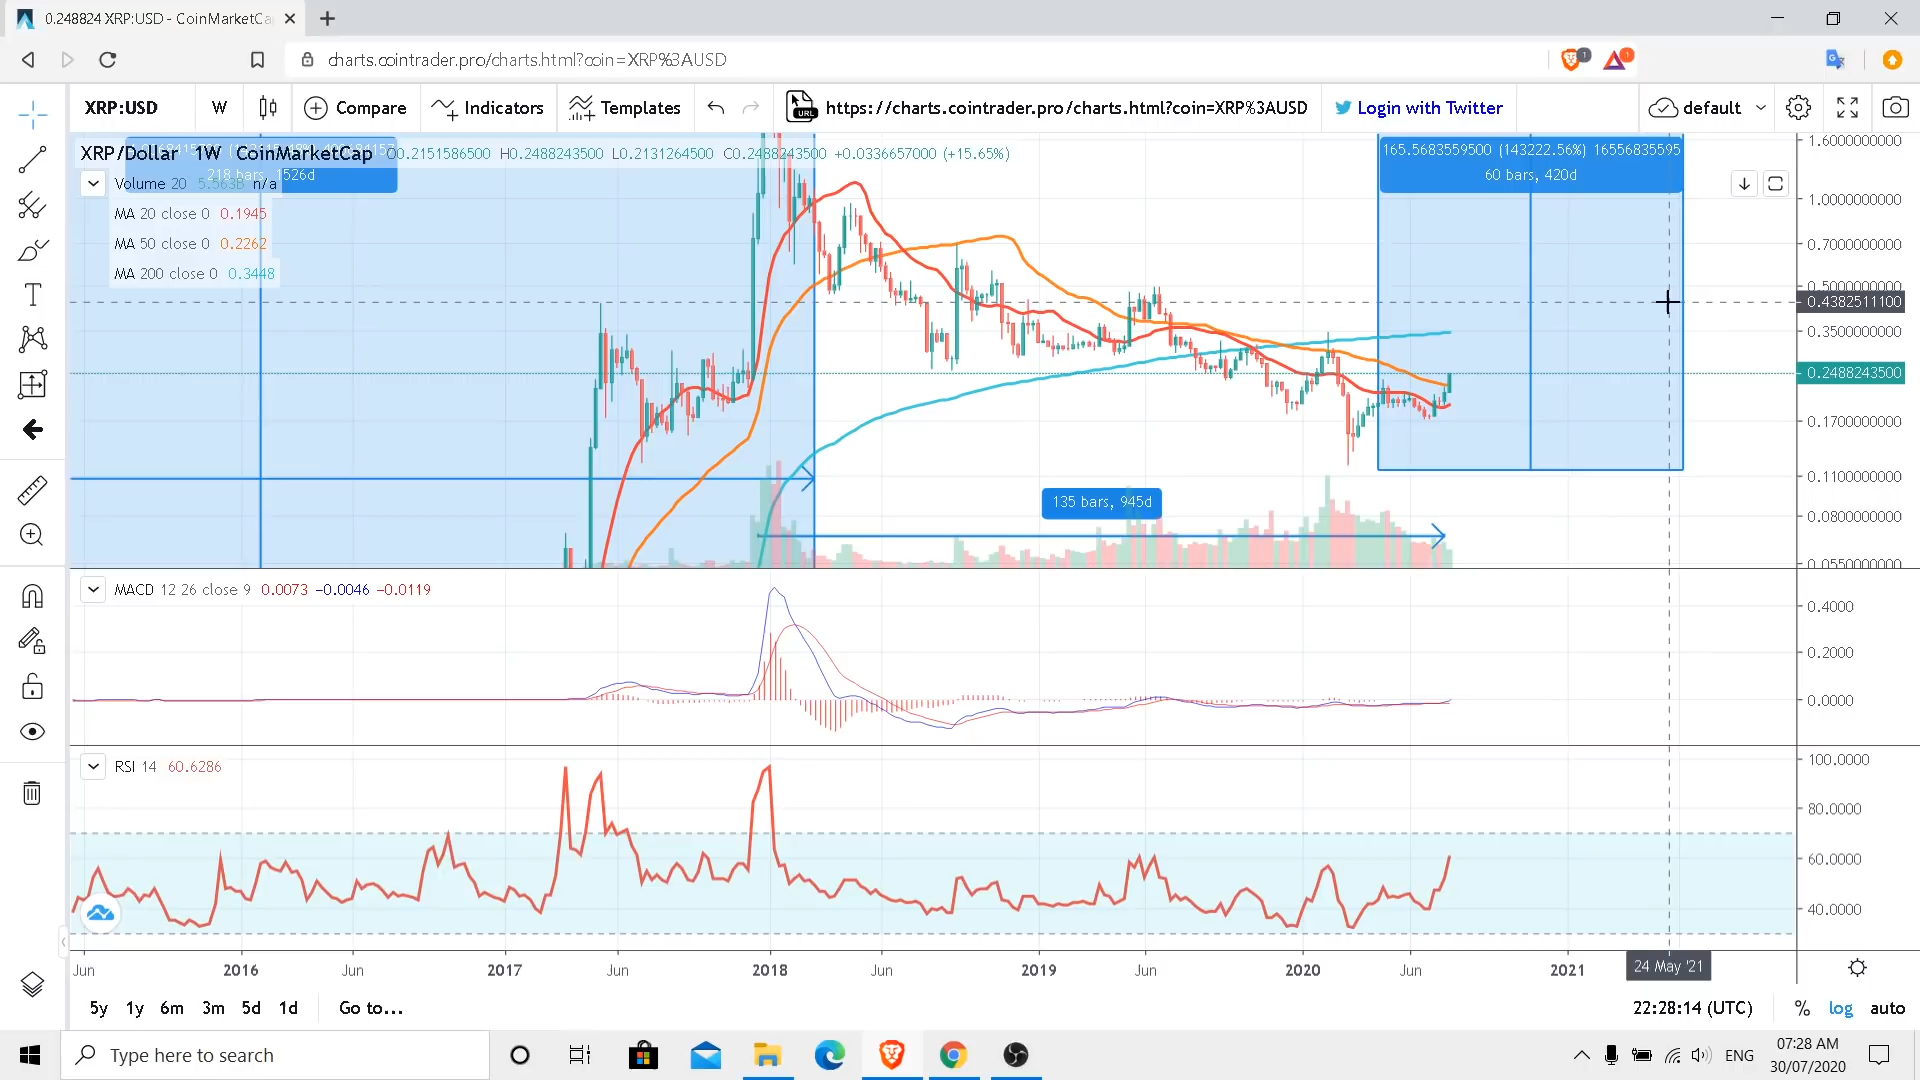 0.248824 XRP:USD - CoinMarketCa
charts.cointrader.pro/charts.html?coin=XRP%3AUSD
1
1
XRP:USD
W
Compare
Indicators
Templates
URL
https://charts.cointrader.pro/charts.html?coin=XRP%3AUSD
Login with Twitter
default
XRP/Dollar 1W CoinMarketCap O0.2151586500 H0.2488243500 L0.2131264500 C0.2488243500 +0.0336657000 (+15.65%)
218 bars, 1526d
Volume 20 5.563B n/a
MA 20 close 0 0.1945
MA 50 close 0 0.2262
MA 200 close 0 0.3448
165.5683559500 (143222.56%) 16556835595
60 bars, 420d
135 bars, 945d
1.6000000000
1.0000000000
0.7000000000
0.5000000000
0.4382511100
0.3500000000
0.2488243500
0.1700000000
0.1100000000
0.0800000000
0.0550000000
MACD 12 26 close 9 0.0073 −0.0046 −0.0119
0.4000
0.2000
0.0000
RSI 14 60.6286
100.0000
80.0000
60.0000
40.0000
Jun 2016 Jun 2017 Jun 2018 Jun 2019 Jun 2020 Jun 2021 24 May '21
5y 1y 6m 3m 5d 1d Go to...
22:28:14 (UTC) % log auto
Type here to search
ENG
07:28 AM
30/07/2020